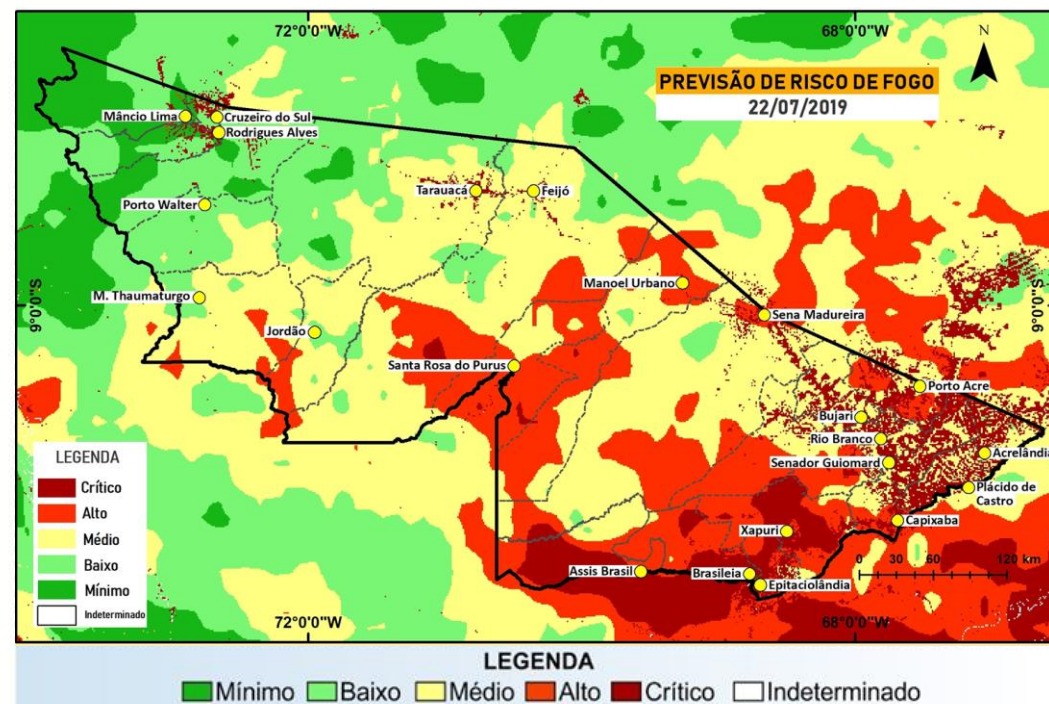 72°0'0"W
68°0'0"W
N
PREVISÃO DE RISCO DE FOGO
22/07/2019
Mâncio Lima
Cruzeiro do Sul
Rodrigues Alves
Tarauacá
Feijó
Porto Walter
Manoel Urbano
M. Thaumaturgo
9°0'0"S
9°0'0"S
Sena Madureira
Jordão
Santa Rosa do Purus
Porto Acre
Bujari
Rio Branco
Acrelândia
Senador Guiomard
Plácido de
Castro
Capixaba
Xapuri
Assis Brasil
Brasileia
Epitaciolândia
0
60
120 km
LEGENDA
Crítico
Alto
Médio
Baixo
Mínimo
Indeterminado
72°0'0"W
68°0'0"W
LEGENDA
Mínimo Baixo Médio Alto Crítico Indeterminado